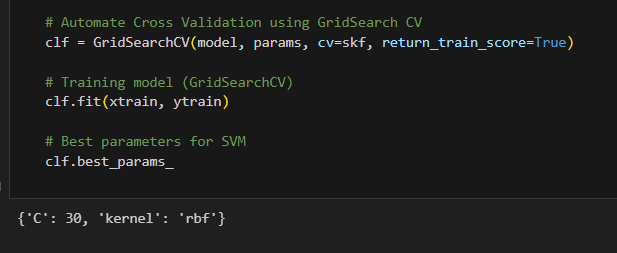 # Automate Cross Validation using GridSearch CV
clf = GridSearchCV(model, params, cv=skf, return_train_score=True)
# Training model (GridSearchCV)
clf.fit(xtrain, ytrain)
# Best parameters for SVM
clf.best_params_
{'C': 30, 'kernel': 'rbf'}